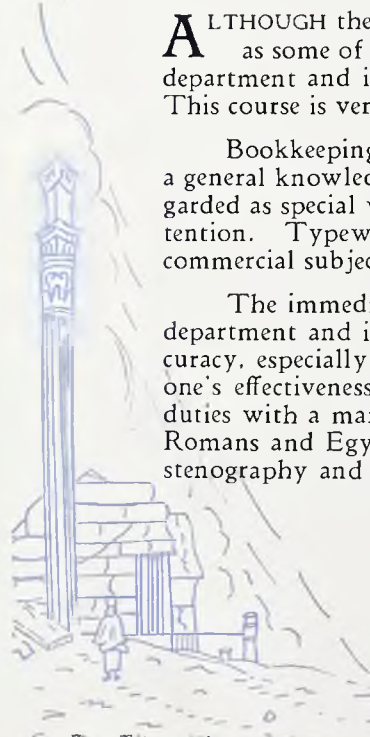 ALTHOUGH the
as some of
department and i
This course is ver
Bookkeeping
a general knowled
garded as special
tention. Typew
commercial subjec
The immedi
department and i
curacy, especially
one's effectiveness
duties with a ma
Romans and Egy
stenography and